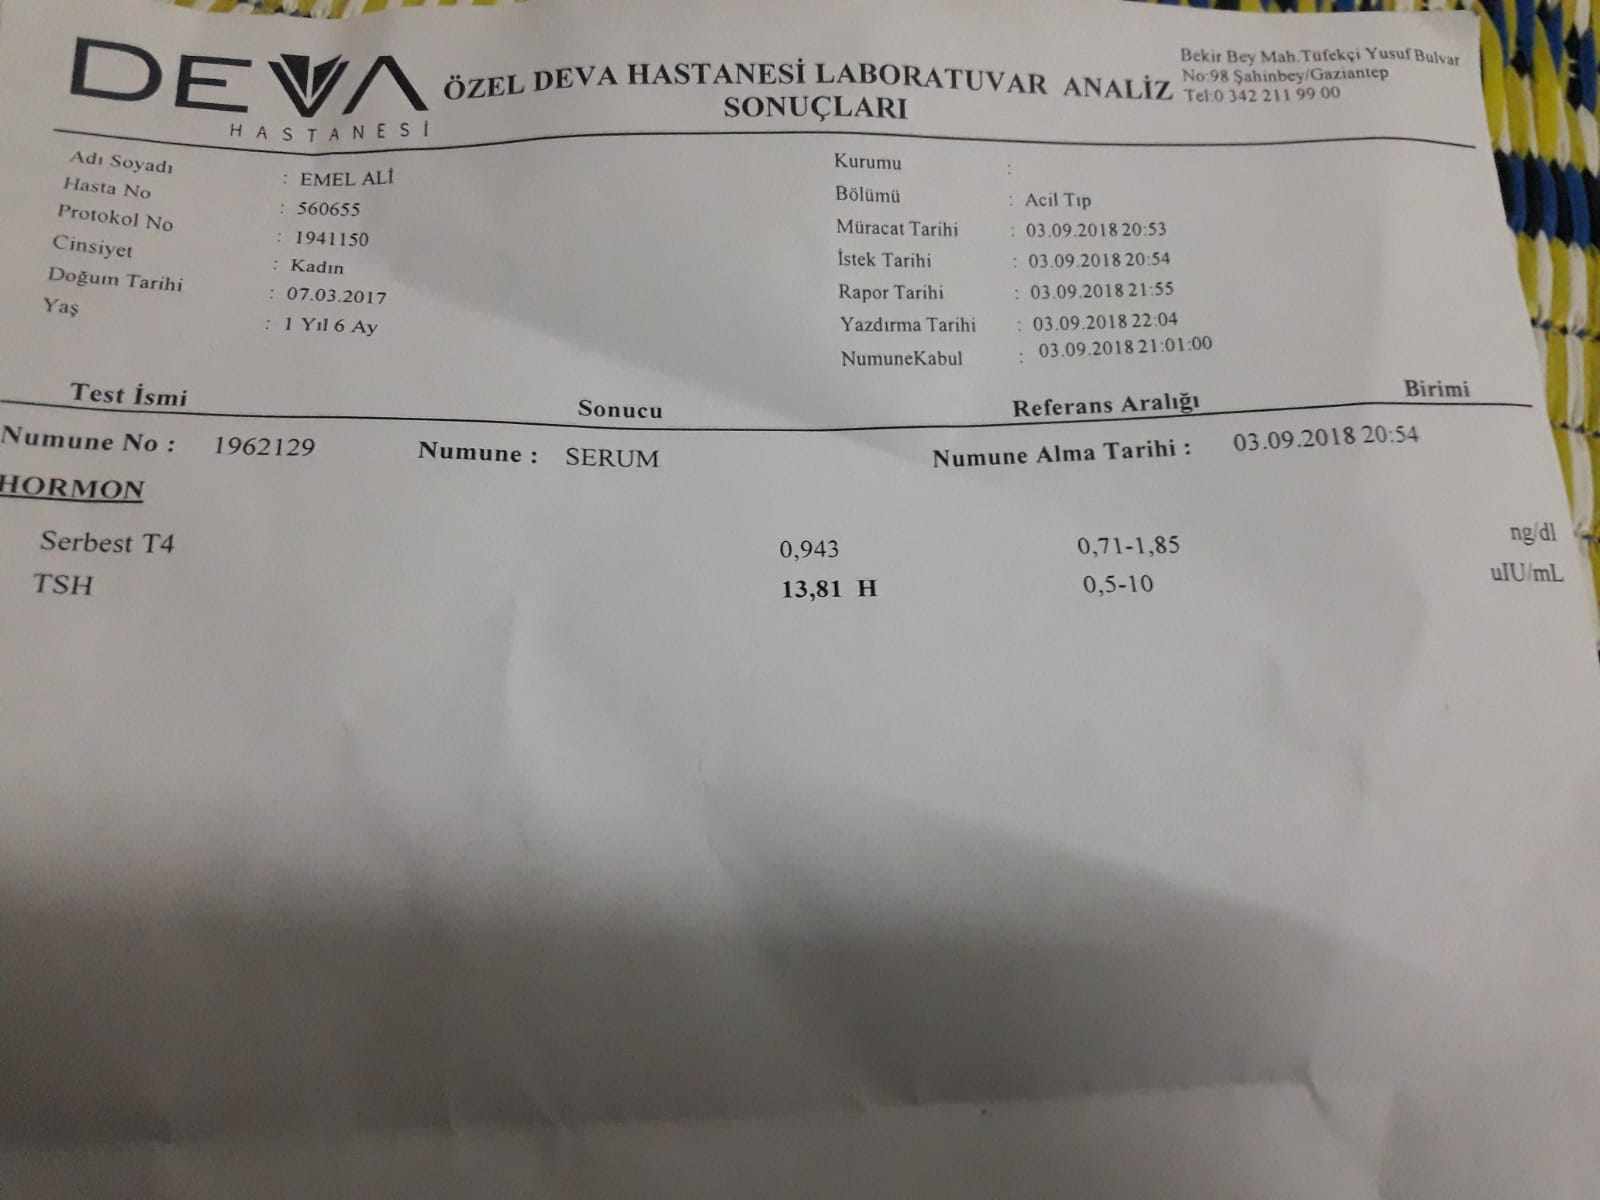 DEVA
HASTANESİ
ÖZEL DEVA HASTANESİ LABORATUVAR ANALİZ
SONUÇLARI
Bekir Bey Mah.Tüfekçi Yusuf Bulvar
No:98 Şahinbey/Gaziantep
Tel:0 342 211 99 00
Adı Soyadı : EMEL ALİ
Hasta No : 560655
Protokol No : 1941150
Cinsiyet : Kadın
Doğum Tarihi : 07.03.2017
Yaş : 1 Yıl 6 Ay
Kurumu :
Bölümü : Acil Tıp
Müracat Tarihi : 03.09.2018 20:53
İstek Tarihi : 03.09.2018 20:54
Rapor Tarihi : 03.09.2018 21:55
Yazdırma Tarihi : 03.09.2018 22:04
NumuneKabul : 03.09.2018 21:01:00
Test İsmi Sonucu Referans Aralığı Birimi
Numune No : 1962129 Numune : SERUM Numune Alma Tarihi : 03.09.2018 20:54
HORMON
Serbest T4 0,943 0,71-1,85 ng/dl
TSH 13,81 H 0,5-10 uIU/mL